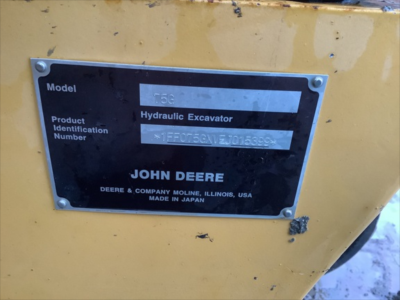 Model
Hydraulic Excavator
Product
Identification
Number
JOHN DEERE
DEERE & COMPANY MOLINE, ILLINOIS, USA
MADE IN JAPAN